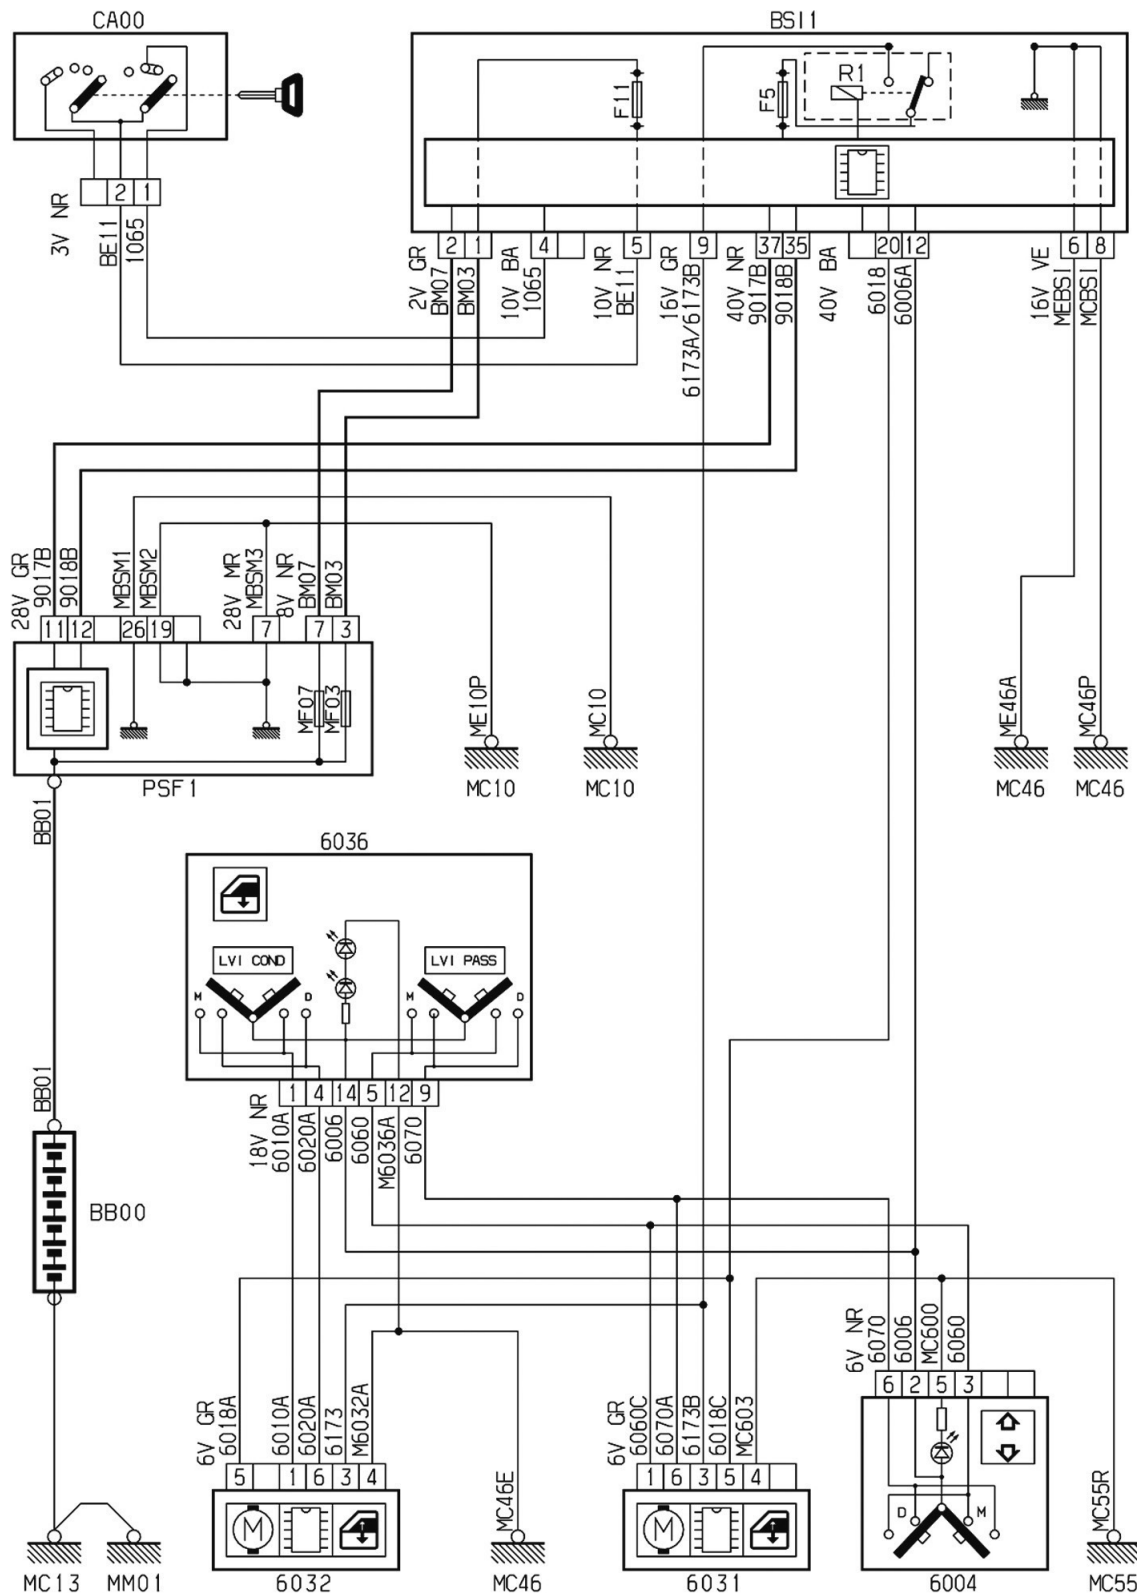 CA00
BSI1
R1
F11
F5
2 1
2 1 4 5 9 37 35 20 12 6 8
3V NR
BE11
1065
2V GR
BM07
BM03
10V BA
1065
10V NR
BE11
16V GR
6173A/6173B
40V NR
9017B
9018B
40V BA
6018
6006A
16V VE
MEBSI
MCBSI
28V GR
9017B
9018B
MBSM1
MBSM2
28V MR
MBSM3
8V NR
BM07
BM03
11 12 26 19 7 7 3
MF07
MF03
PSF1
ME10P
MC10
MC10
MC10
ME46A
MC46P
MC46
MC46
BB01
6036
LVI COND
LVI PASS
M D M D
1 4 14 5 12 9
18V NR
6010A
6020A
6006
6060
M6036A
6070
BB01
BB00
6V GR
6018A
6010A
6020A
6173
M6032A
5 1 6 3 4
M
6032
MC46E
MC46
6V GR
6060C
6070A
6173B
6018C
MC603
1 6 3 5 4
M
6031
6V NR
6070
6006
MC600
6060
6 2 5 3
D M
6004
MC55R
MC55
MC13
MM01